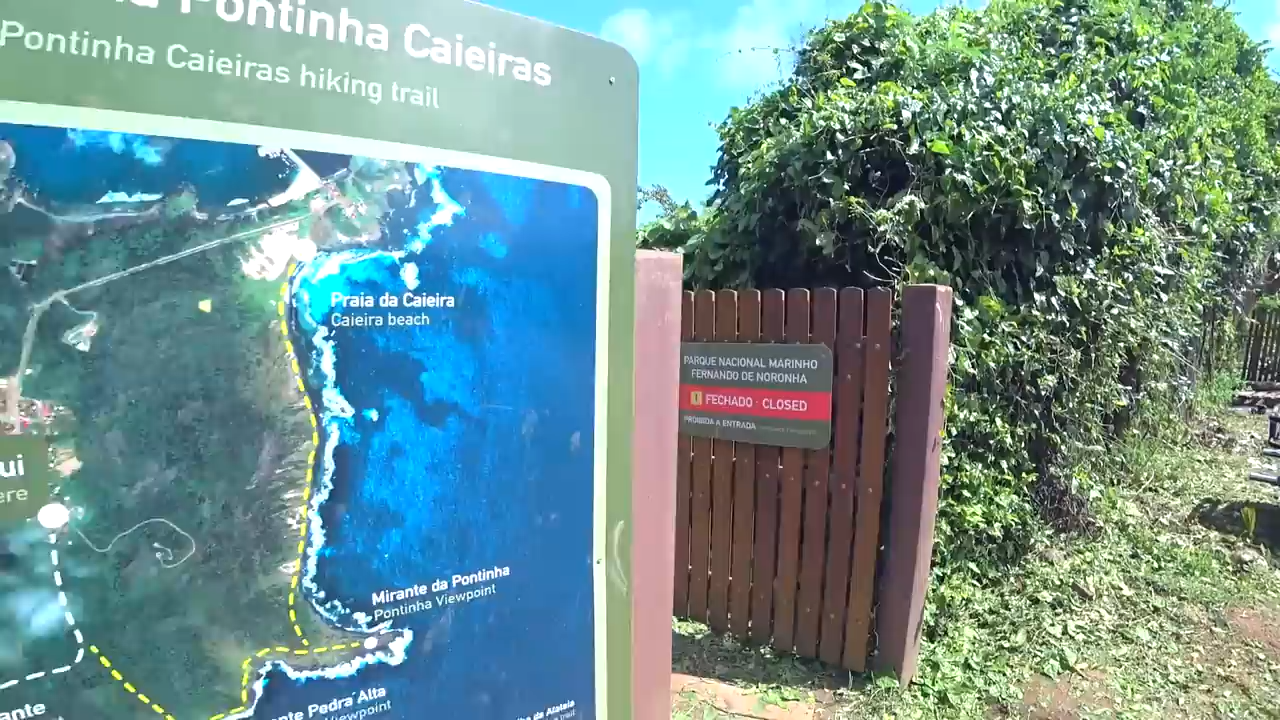 Pontinha Caieiras
Pontinha Caieiras hiking trail
Praia da Caieira
Caieira beach
Mirante da Pontinha
Pontinha Viewpoint
Pedra Alta
Viewpoint
PARQUE NACIONAL MARINHO
FERNANDO DE NORONHA
! FECHADO · CLOSED
PROIBIDA A ENTRADA